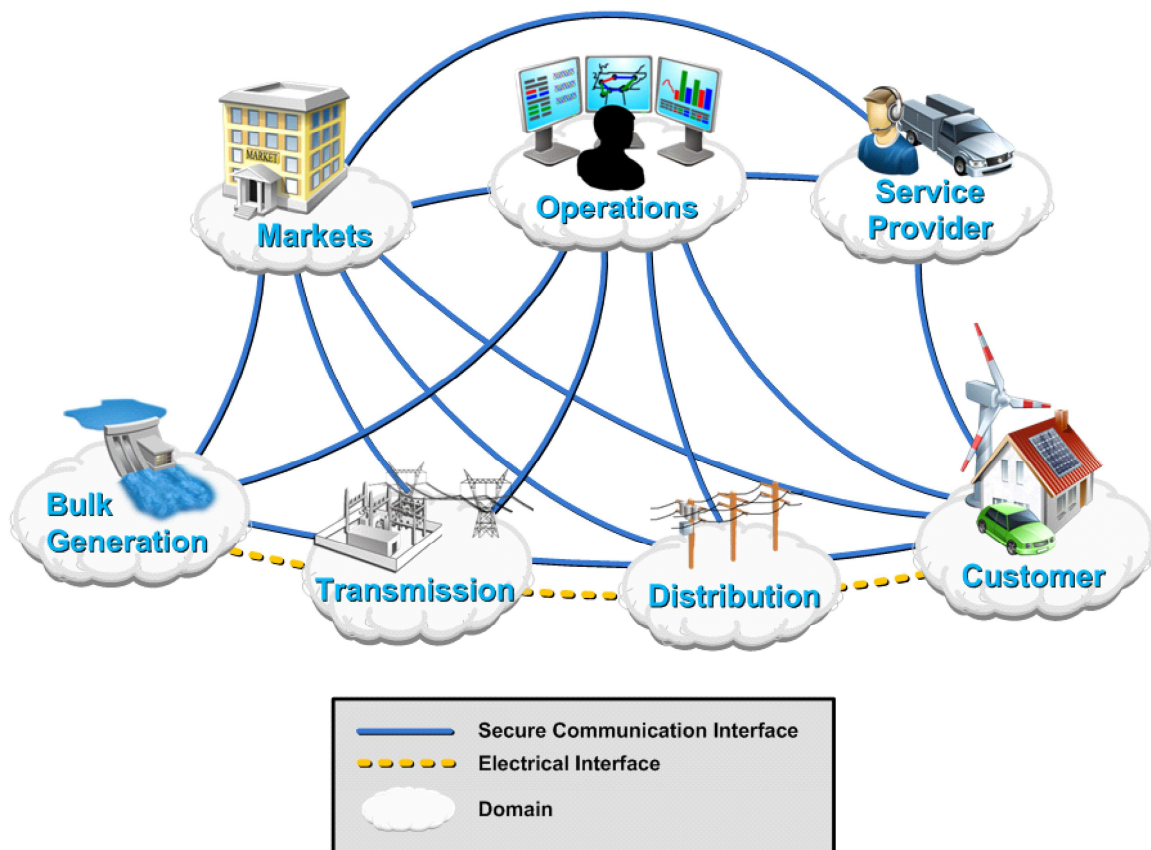 MARKET
Markets
Operations
Service
Provider
Bulk
Generation
Transmission
Distribution
Customer
Secure Communication Interface
Electrical Interface
Domain